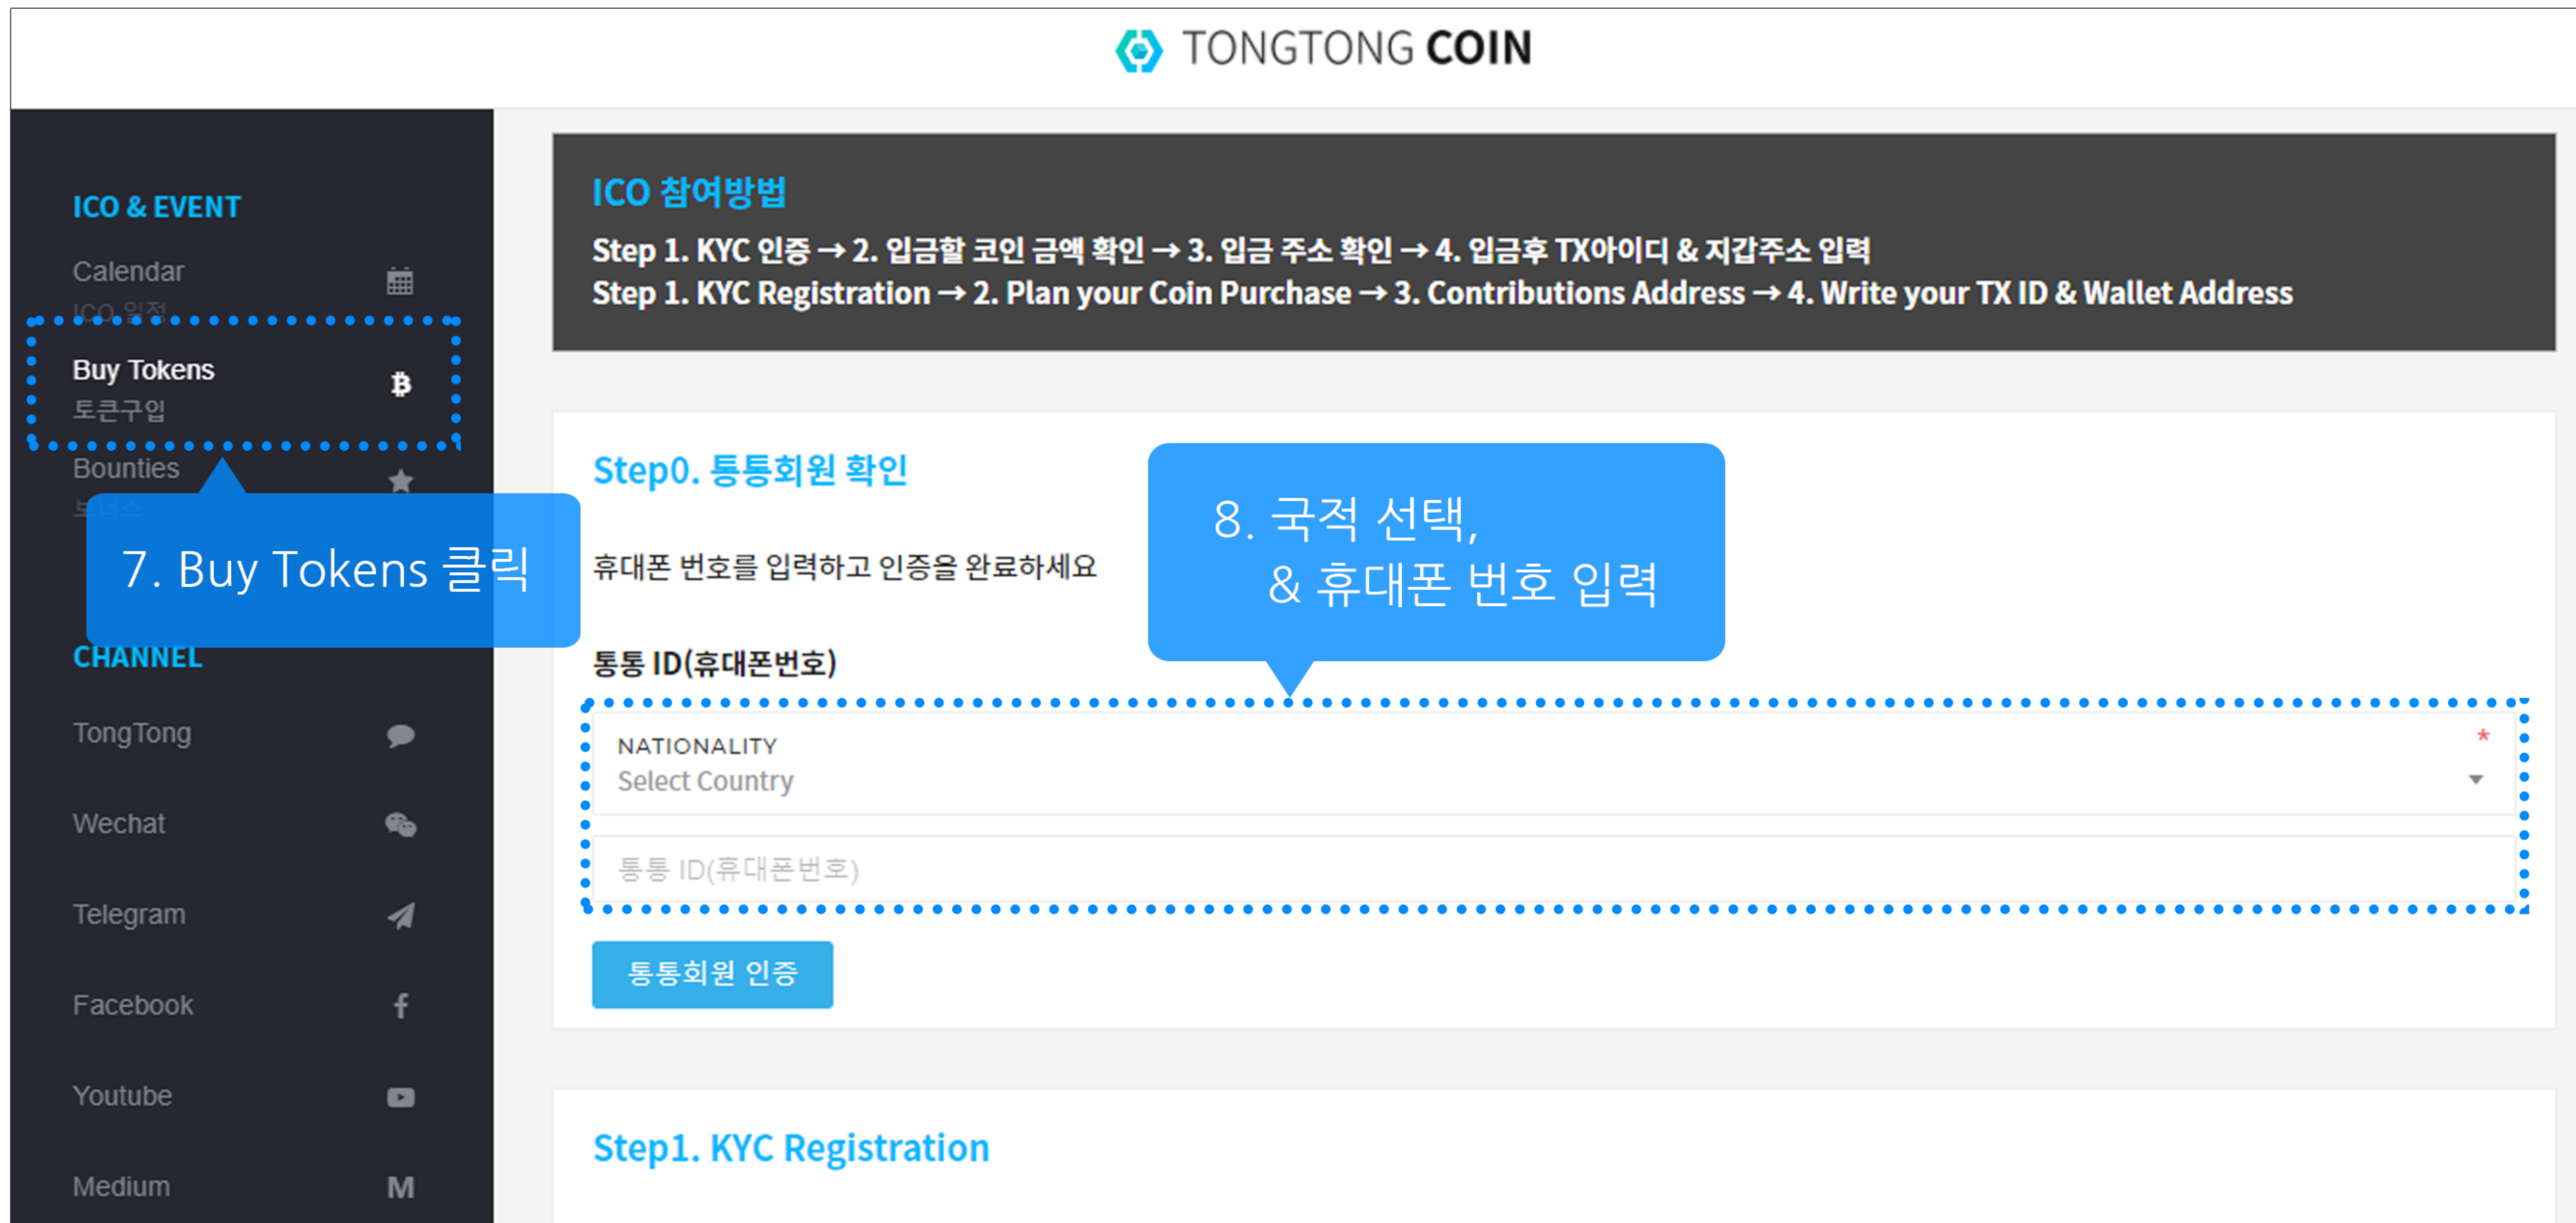 TONGTONG COIN
ICO & EVENT
Calendar
ICO 일정
Buy Tokens
토큰구입
Bounties
보너스
7. Buy Tokens 클릭
CHANNEL
TongTong
Wechat
Telegram
Facebook
Youtube
Medium
ICO 참여방법
Step 1. KYC 인증 → 2. 입금할 코인 금액 확인 → 3. 입금 주소 확인 → 4. 입금후 TX아이디 & 지갑주소 입력
Step 1. KYC Registration → 2. Plan your Coin Purchase → 3. Contributions Address → 4. Write your TX ID & Wallet Address
Step0. 통통회원 확인
휴대폰 번호를 입력하고 인증을 완료하세요
8. 국적 선택,
& 휴대폰 번호 입력
통통 ID(휴대폰번호)
NATIONALITY *
Select Country
통통 ID(휴대폰번호)
통통회원 인증
Step1. KYC Registration